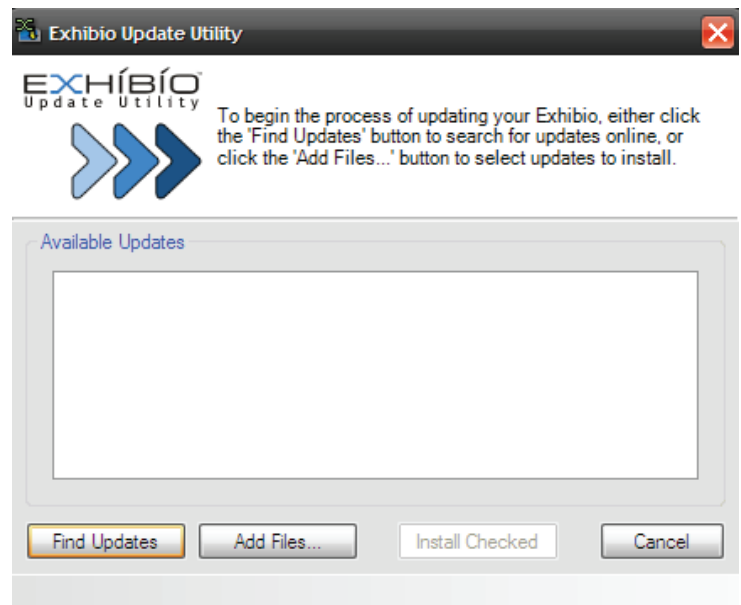 Exhibio Update Utility
EXHÍBÍO
Update Utility
To begin the process of updating your Exhibio, either click
the 'Find Updates' button to search for updates online, or
click the 'Add Files...' button to select updates to install.
Available Updates
Find Updates
Add Files...
Install Checked
Cancel